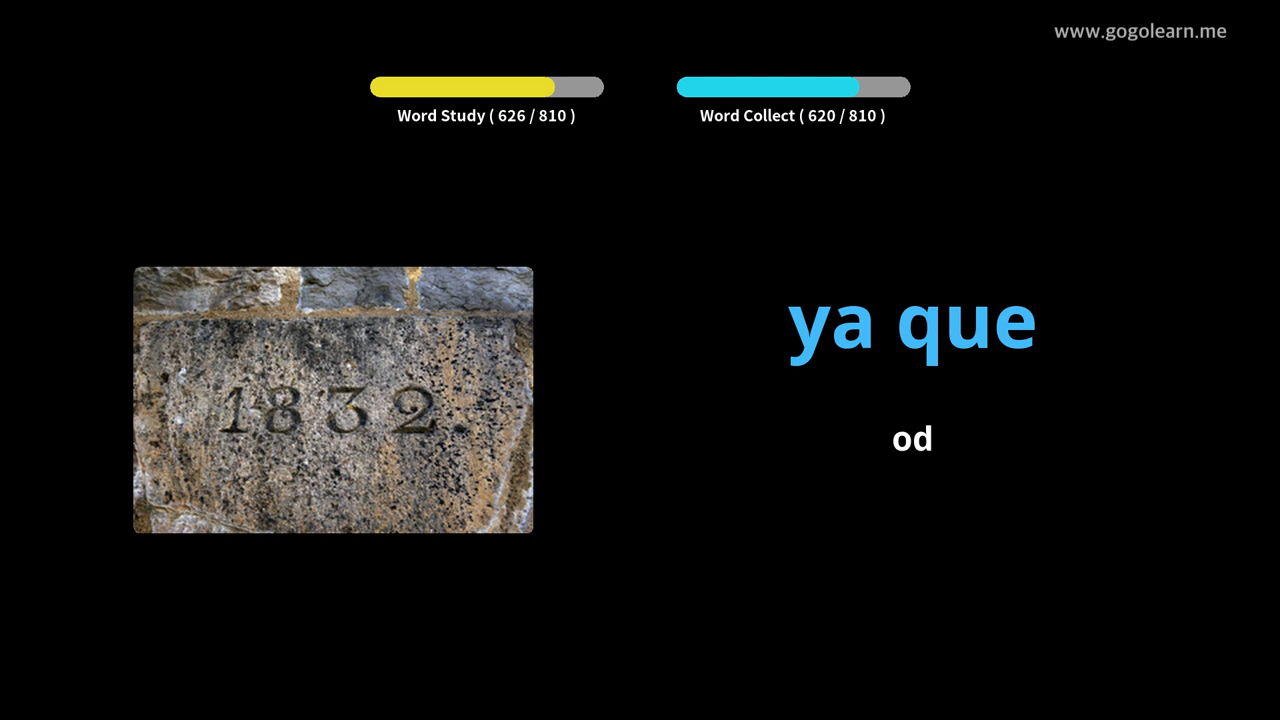 www.gogolearn.me
Word Study ( 626 / 810 )
Word Collect ( 620 / 810 )
1832.
ya que
od